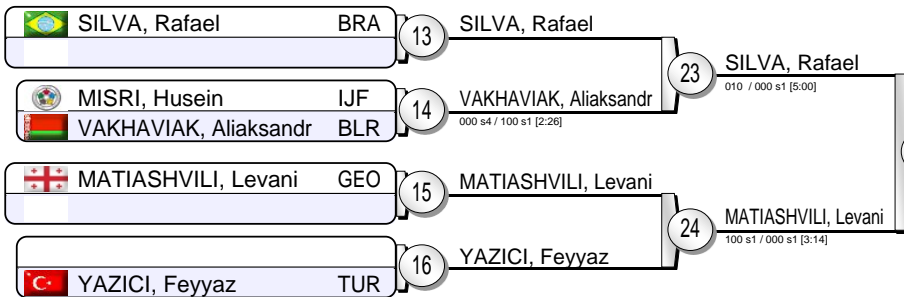 SILVA, Rafael BRA
13
SILVA, Rafael
MISRI, Husein IJF
VAKHAVIAK, Aliaksandr BLR
14
VAKHAVIAK, Aliaksandr
000 s4 / 100 s1 [2:26]
23
SILVA, Rafael
010 / 000 s1 [5:00]
MATIASHVILI, Levani GEO
15
MATIASHVILI, Levani
YAZICI, Feyyaz TUR
16
YAZICI, Feyyaz
24
MATIASHVILI, Levani
100 s1 / 000 s1 [3:14]